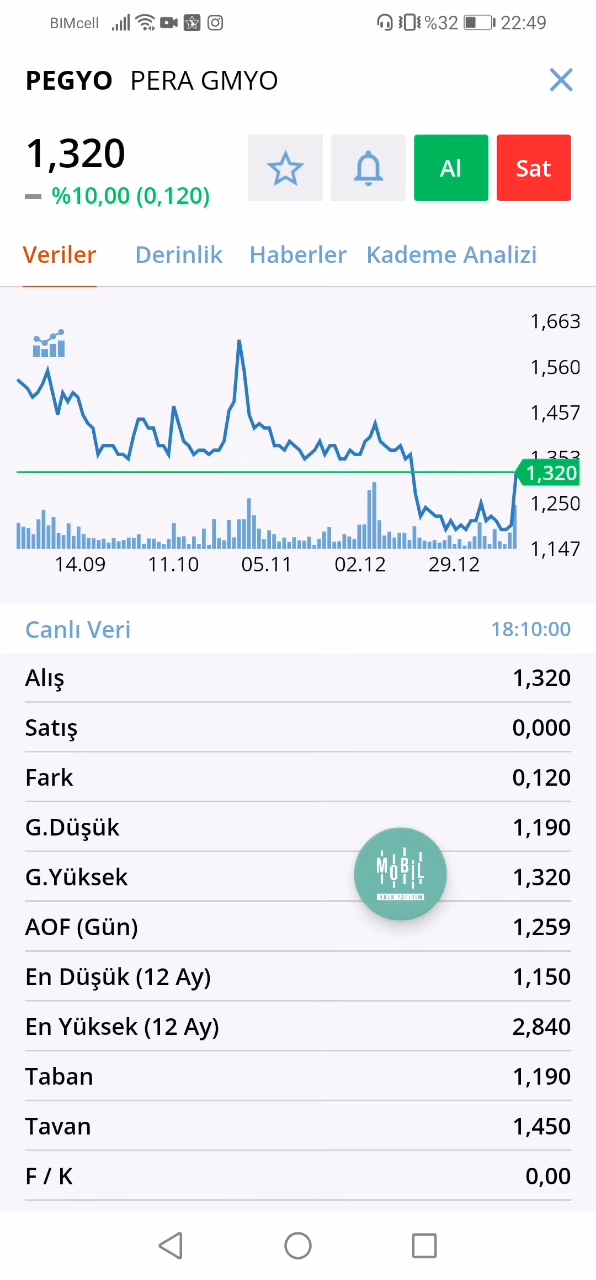 BIMcell %32 22:49
PEGYO PERA GMYO
1,320
%10,00 (0,120)
Al
Sat
Veriler Derinlik Haberler Kademe Analizi
1,663
1,560
1,457
1,353
1,320
1,250
1,147
14.09 11.10 05.11 02.12 29.12
Canlı Veri 18:10:00
Alış 1,320
Satış 0,000
Fark 0,120
G.Düşük 1,190
G.Yüksek 1,320
MOBİL
AOF (Gün) 1,259
En Düşük (12 Ay) 1,150
En Yüksek (12 Ay) 2,840
Taban 1,190
Tavan 1,450
F / K 0,00